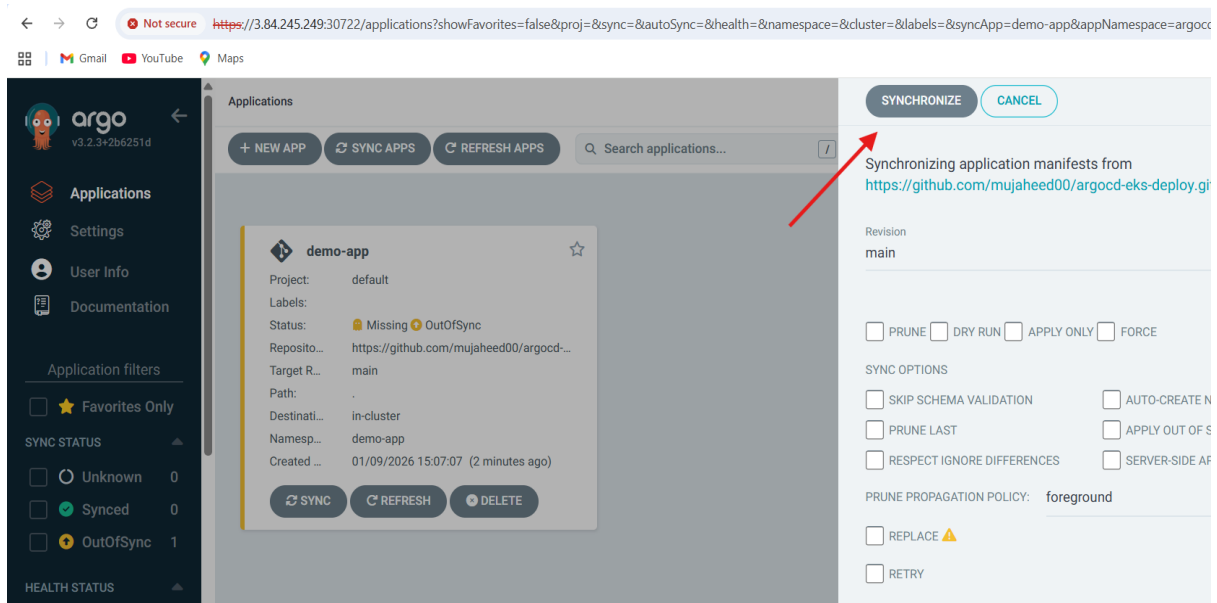 Not secure https://3.84.245.249:30722/applications?showFavorites=false&proj=&sync=&autoSync=&health=&namespace=&cluster=&labels=&syncApp=demo-app&appNamespace=argocd
Gmail YouTube Maps
argo
v3.2.3+2b6251d
Applications
Settings
User Info
Documentation
Application filters
Favorites Only
SYNC STATUS
Unknown 0
Synced 0
OutOfSync 1
HEALTH STATUS
Applications
+ NEW APP SYNC APPS REFRESH APPS Search applications... /
demo-app
Project: default
Labels:
Status: Missing OutOfSync
Reposito... https://github.com/mujaheed00/argocd-...
Target R... main
Path: .
Destinati... in-cluster
Namesp... demo-app
Created ... 01/09/2026 15:07:07 (2 minutes ago)
SYNC REFRESH DELETE
SYNCHRONIZE CANCEL
Synchronizing application manifests from
https://github.com/mujaheed00/argocd-eks-deploy.gi
Revision
main
PRUNE DRY RUN APPLY ONLY FORCE
SYNC OPTIONS
SKIP SCHEMA VALIDATION AUTO-CREATE N
PRUNE LAST APPLY OUT OF S
RESPECT IGNORE DIFFERENCES SERVER-SIDE AP
PRUNE PROPAGATION POLICY: foreground
REPLACE
RETRY